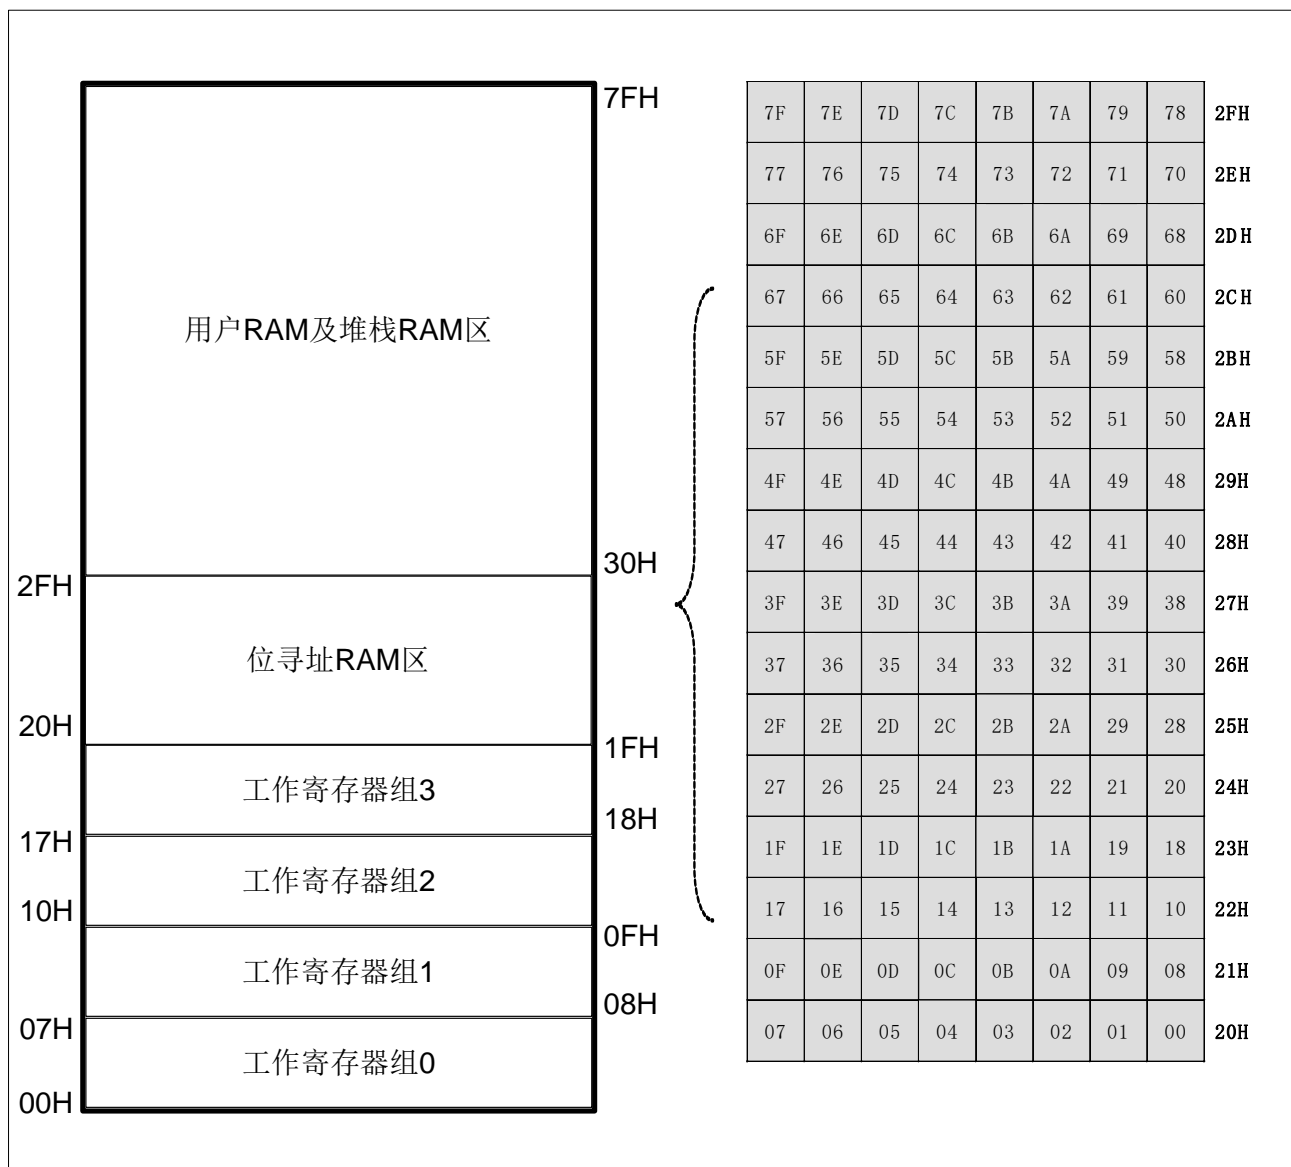 7FH
用户RAM及堆栈RAM区
30H
2FH
位寻址RAM区
20H
1FH
工作寄存器组3
18H
17H
工作寄存器组2
10H
0FH
工作寄存器组1
08H
07H
工作寄存器组0
00H
7F 7E 7D 7C 7B 7A 79 78 2FH
77 76 75 74 73 72 71 70 2EH
6F 6E 6D 6C 6B 6A 69 68 2DH
67 66 65 64 63 62 61 60 2CH
5F 5E 5D 5C 5B 5A 59 58 2BH
57 56 55 54 53 52 51 50 2AH
4F 4E 4D 4C 4B 4A 49 48 29H
47 46 45 44 43 42 41 40 28H
3F 3E 3D 3C 3B 3A 39 38 27H
37 36 35 34 33 32 31 30 26H
2F 2E 2D 2C 2B 2A 29 28 25H
27 26 25 24 23 22 21 20 24H
1F 1E 1D 1C 1B 1A 19 18 23H
17 16 15 14 13 12 11 10 22H
0F 0E 0D 0C 0B 0A 09 08 21H
07 06 05 04 03 02 01 00 20H